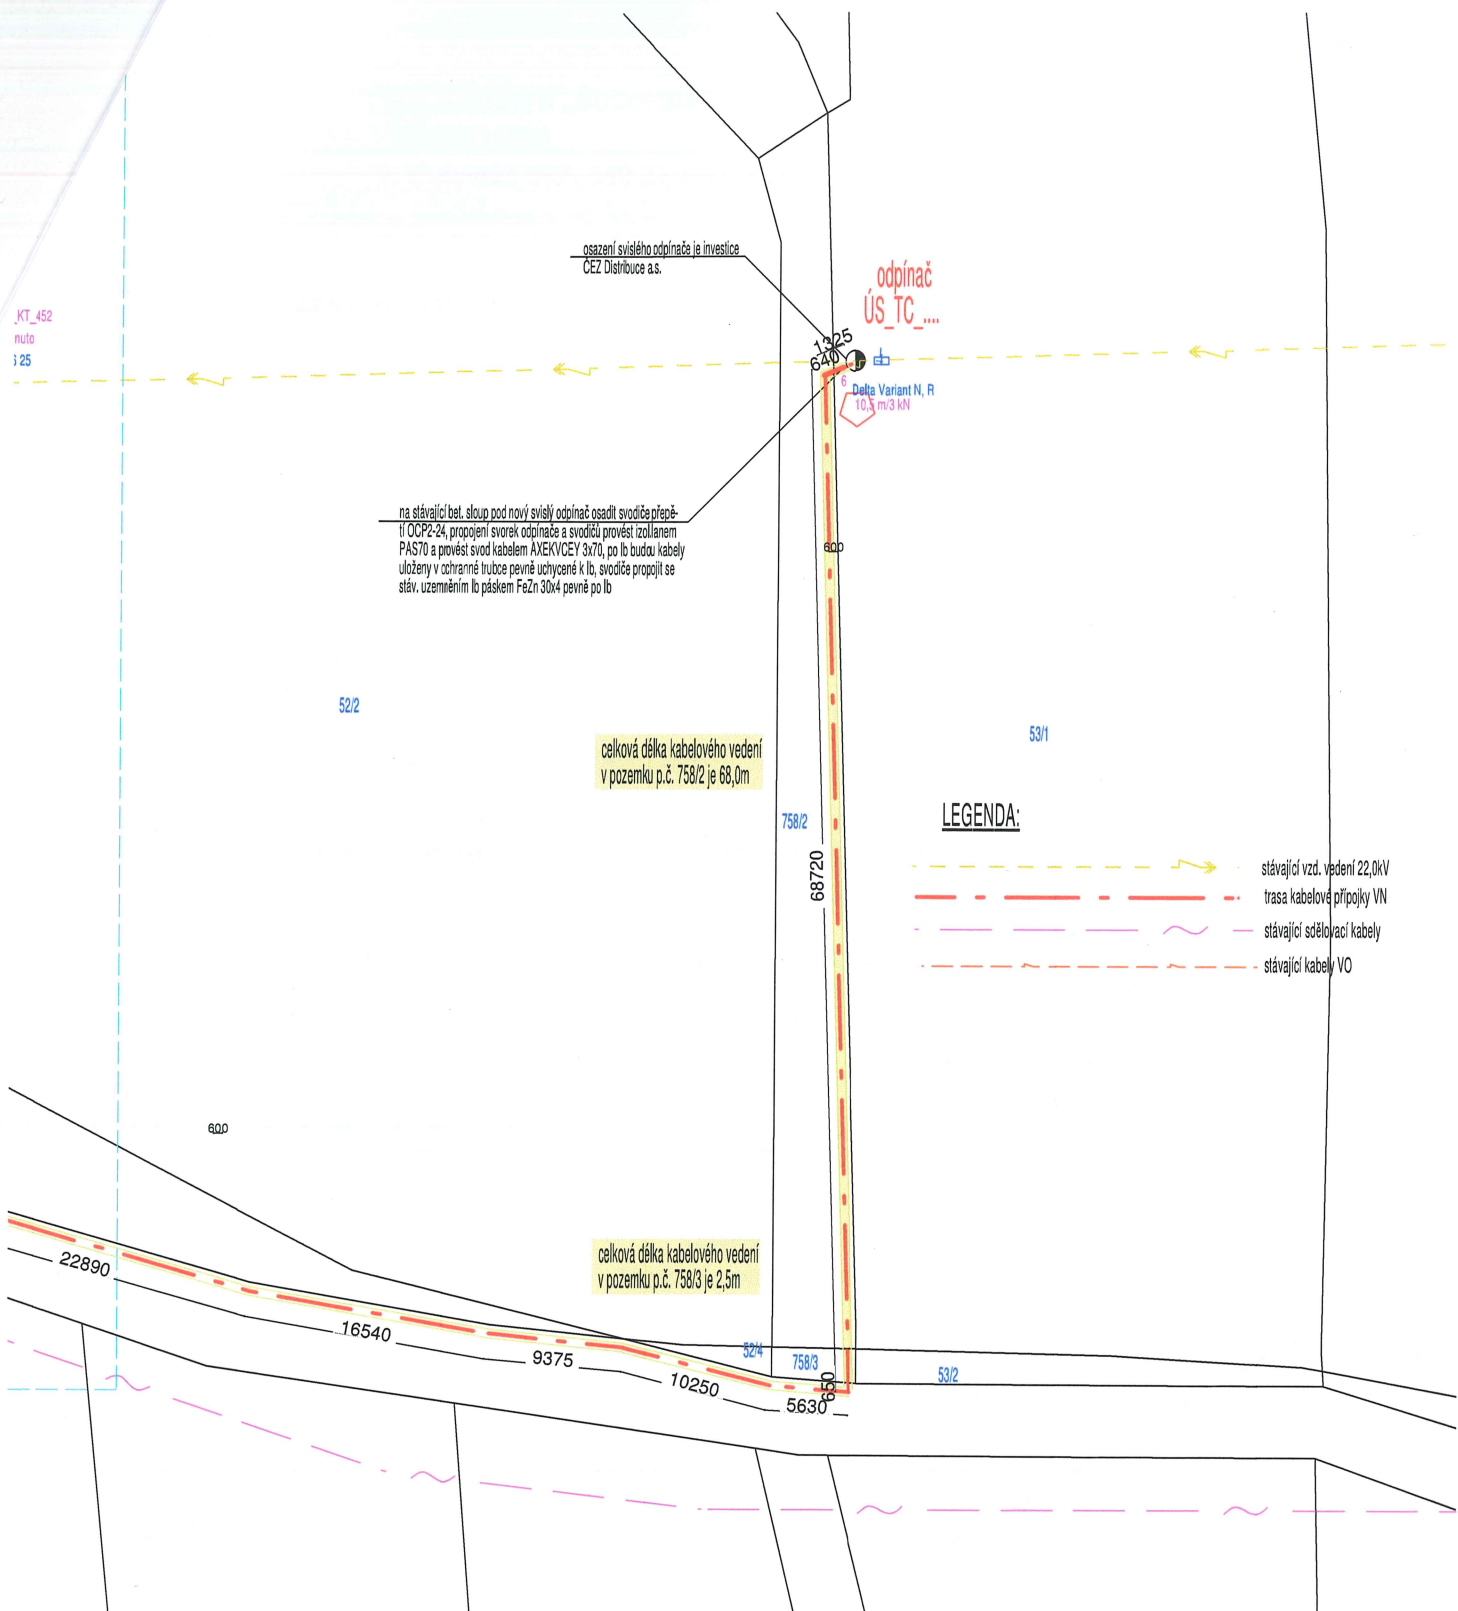 osazení svislého odpínače je investice
ČEZ Distribuce a.s.
odpínač
ÚS_TC_....
_KT_452
nuto
25
1325
640
6
Delta Variant N, R
10,5 m/3 kN
na stávající bet. sloup pod nový svislý odpínač osadit svodiče přepě-
tí OCP2-24, propojení svorek odpínače a svodičů provést izol.lanem
PAS70 a provést svod kabelem AXEKVCEY 3x70, po lb budou kabely
uloženy v ochranné trubce pevně uchycené k lb, svodiče propojit se
stáv. uzemněním lb páskem FeZn 30x4 pevně po lb
600
52/2
53/1
celková délka kabelového vedení
v pozemku p.č. 758/2 je 68,0m
758/2
68720
LEGENDA:
stávající vzd. vedení 22,0kV
trasa kabelové přípojky VN
stávající sdělovací kabely
stávající kabely VO
600
22890
celková délka kabelového vedení
v pozemku p.č. 758/3 je 2,5m
16540
9375
52/4
758/3
53/2
10250
650
5630